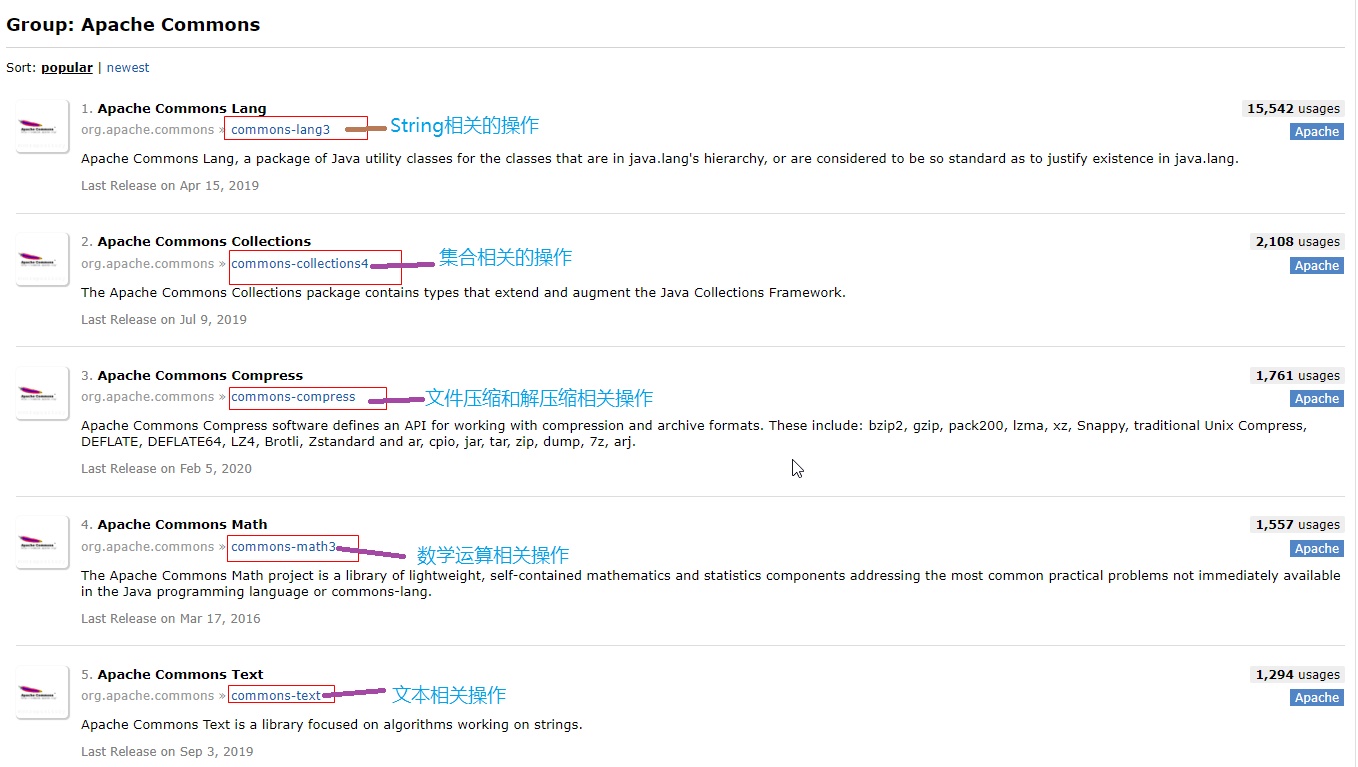 Group: Apache Commons
Sort: popular | newest
1. Apache Commons Lang
15,542 usages
org.apache.commons » commons-lang3
String相关的操作
Apache
Apache Commons Lang, a package of Java utility classes for the classes that are in java.lang's hierarchy, or are considered to be so standard as to justify existence in java.lang.
Last Release on Apr 15, 2019
2. Apache Commons Collections
2,108 usages
org.apache.commons » commons-collections4
集合相关的操作
Apache
The Apache Commons Collections package contains types that extend and augment the Java Collections Framework.
Last Release on Jul 9, 2019
3. Apache Commons Compress
1,761 usages
org.apache.commons » commons-compress
文件压缩和解压缩相关操作
Apache
Apache Commons Compress software defines an API for working with compression and archive formats. These include: bzip2, gzip, pack200, lzma, xz, Snappy, traditional Unix Compress,
DEFLATE, DEFLATE64, LZ4, Brotli, Zstandard and ar, cpio, jar, tar, zip, dump, 7z, arj.
Last Release on Feb 5, 2020
4. Apache Commons Math
1,557 usages
org.apache.commons » commons-math3
数学运算相关操作
Apache
The Apache Commons Math project is a library of lightweight, self-contained mathematics and statistics components addressing the most common practical problems not immediately available
in the Java programming language or commons-lang.
Last Release on Mar 17, 2016
5. Apache Commons Text
1,294 usages
org.apache.commons » commons-text
文本相关操作
Apache
Apache Commons Text is a library focused on algorithms working on strings.
Last Release on Sep 3, 2019